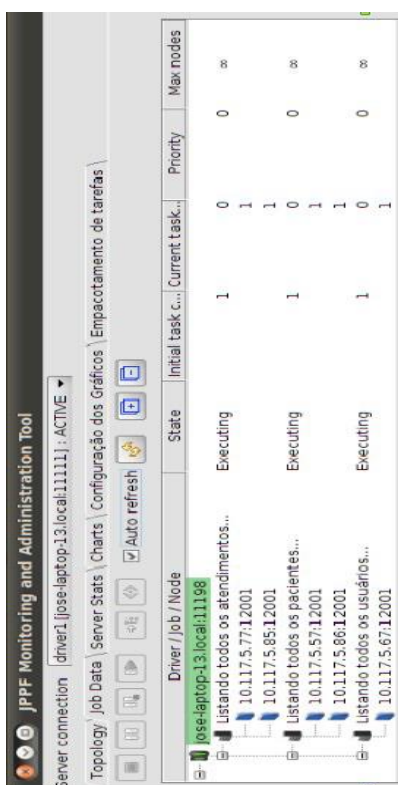 JPPF Monitoring and Administration Tool
Server connection driver1 [jose-laptop-13.local:11111] : ACTIVE
Topology Job Data Server Stats Charts Configuração dos Gráficos Empacotamento de tarefas
Auto refresh
Driver / Job / Node State Initial task c... Current task... Priority Max nodes
jose-laptop-13.local:11198
Listando todos os atendimentos... Executing 1 0 0 ∞
10.117.5.77:12001 1
10.117.5.85:12001 1
Listando todos os pacientes... Executing 1 0 0 ∞
10.117.5.57:12001 1
10.117.5.86:12001 1
Listando todos os usuários... Executing 1 0 0 ∞
10.117.5.67:12001 1